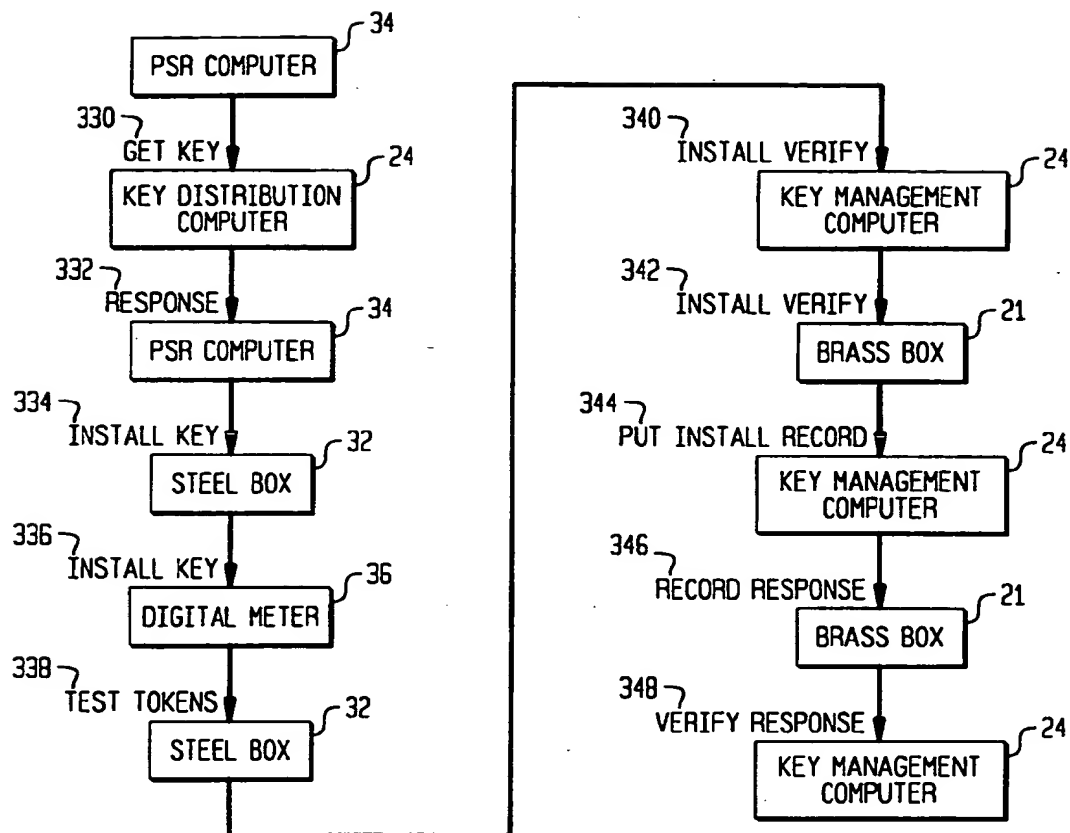 34
PSR COMPUTER
330
GET KEY
24
KEY DISTRIBUTION
COMPUTER
332
RESPONSE
34
PSR COMPUTER
334
INSTALL KEY
32
STEEL BOX
336
INSTALL KEY
36
DIGITAL METER
338
TEST TOKENS
32
STEEL BOX
340
INSTALL VERIFY
24
KEY MANAGEMENT
COMPUTER
342
INSTALL VERIFY
21
BRASS BOX
344
PUT INSTALL RECORD
24
KEY MANAGEMENT
COMPUTER
346
RECORD RESPONSE
21
BRASS BOX
348
VERIFY RESPONSE
24
KEY MANAGEMENT
COMPUTER